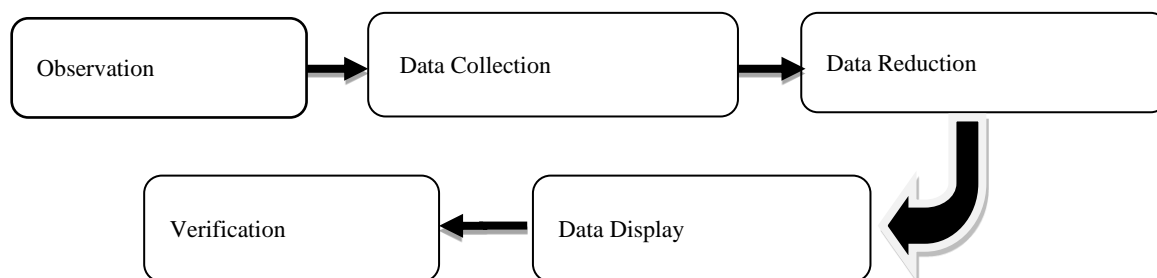 Observation
Data Collection
Data Reduction
Data Display
Verification